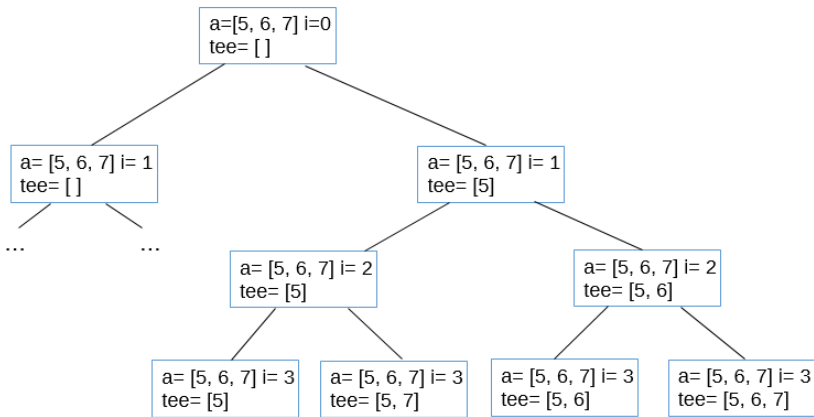 a=[5, 6, 7] i=0
tee= [ ]
a= [5, 6, 7] i= 1
tee= [ ]
a= [5, 6, 7] i= 1
tee= [5]
...
...
a= [5, 6, 7] i= 2
tee= [5]
a= [5, 6, 7] i= 2
tee= [5, 6]
a= [5, 6, 7] i= 3
tee= [5]
a= [5, 6, 7] i= 3
tee= [5, 7]
a= [5, 6, 7] i= 3
tee= [5, 6]
a= [5, 6, 7] i= 3
tee= [5, 6, 7]